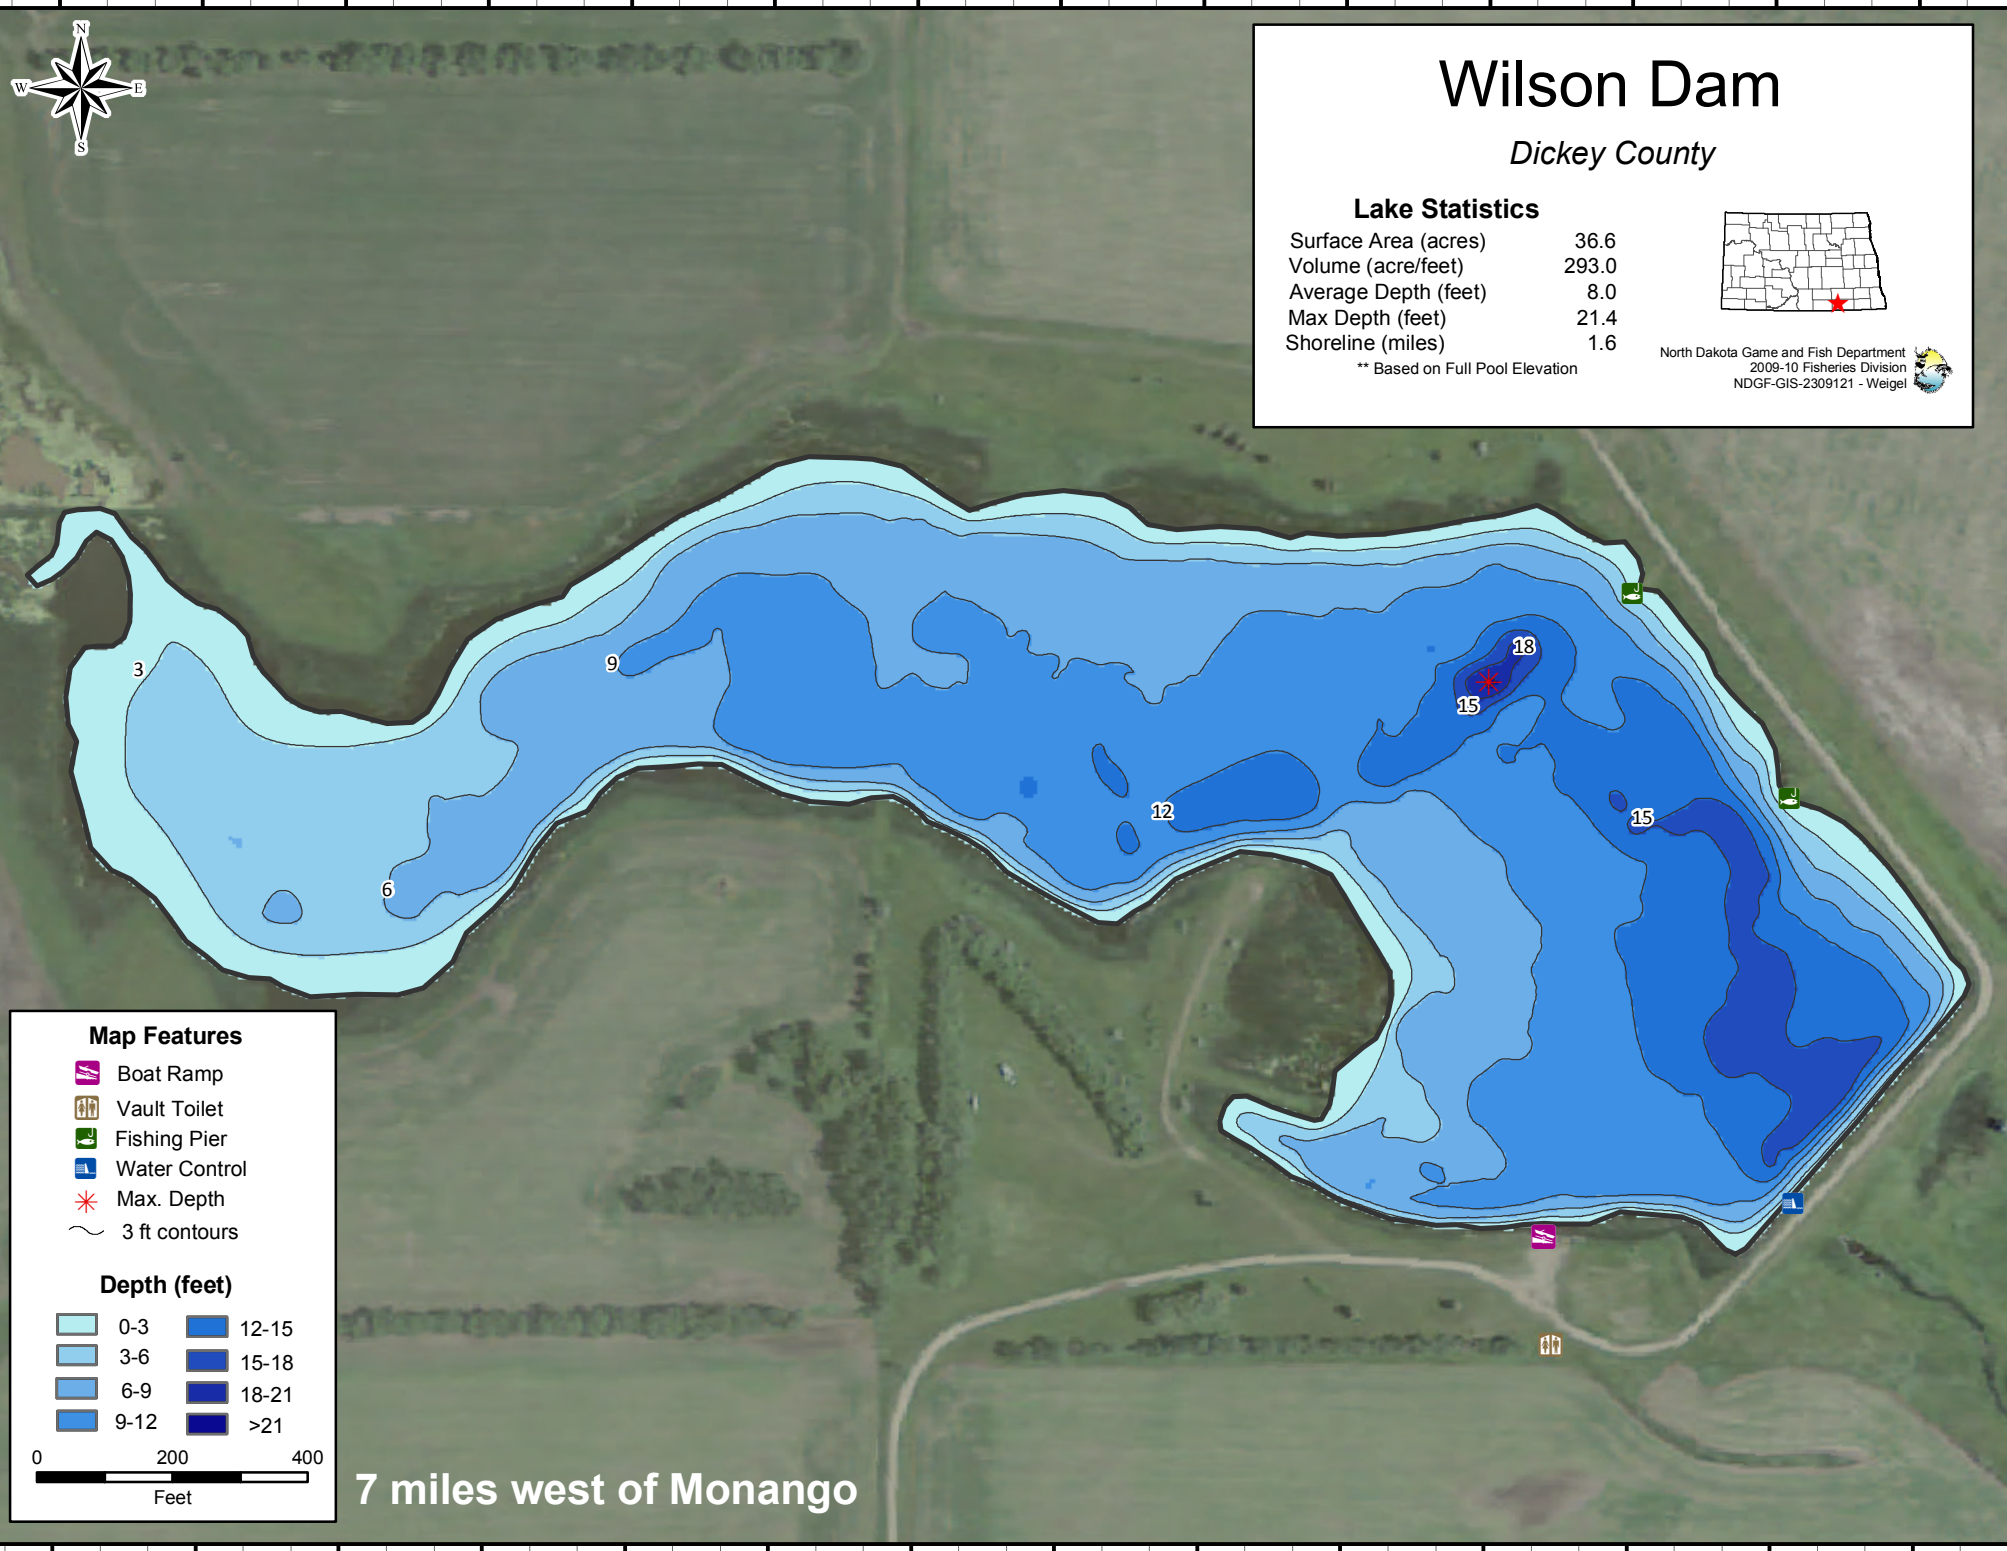 N
W E
S
Wilson Dam
Dickey County
Lake Statistics
Surface Area (acres) 36.6
Volume (acre/feet) 293.0
Average Depth (feet) 8.0
Max Depth (feet) 21.4
Shoreline (miles) 1.6
** Based on Full Pool Elevation
North Dakota Game and Fish Department
2009-10 Fisheries Division
NDGF-GIS-2309121 - Weigel
18
3
9
15
12
15
6
Map Features
Boat Ramp
Vault Toilet
Fishing Pier
Water Control
Max. Depth
3 ft contours
Depth (feet)
0-3 12-15
3-6 15-18
6-9 18-21
9-12 >21
0 200 400
Feet
7 miles west of Monango